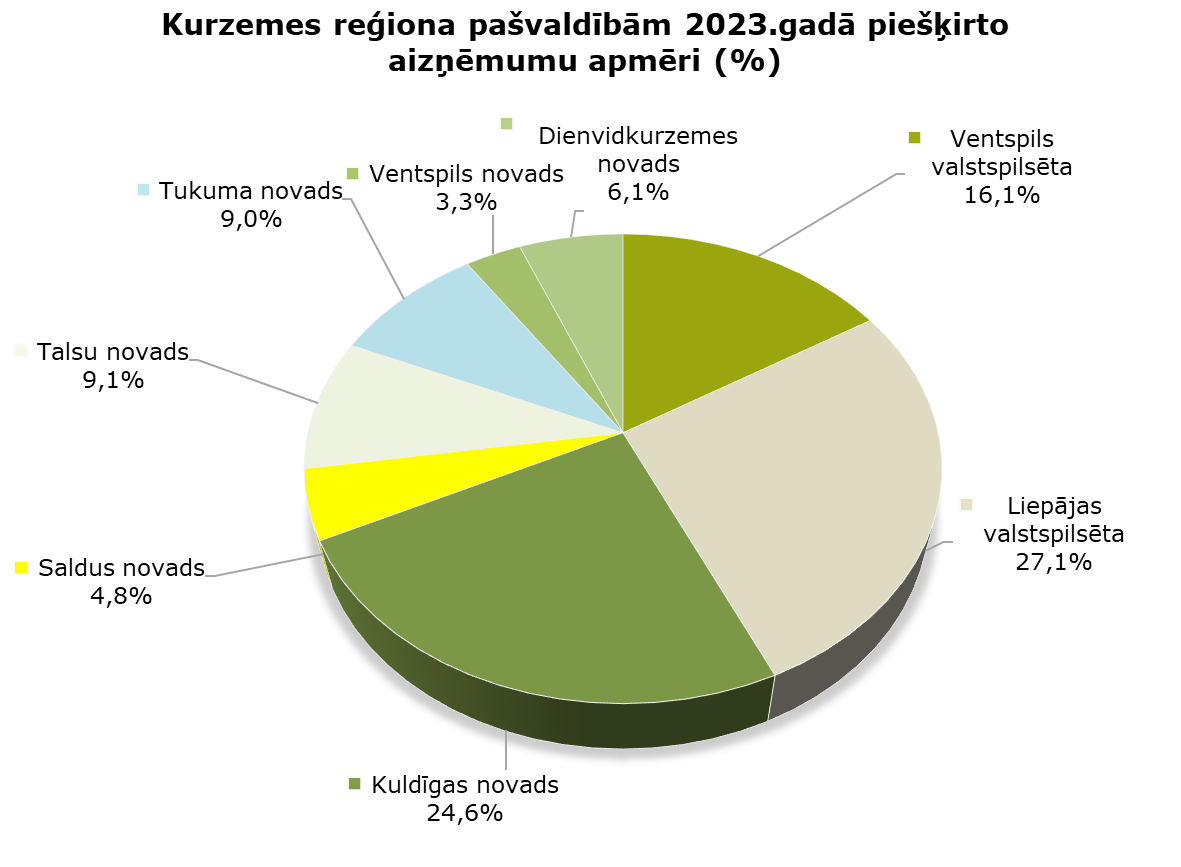 Kurzemes reģiona pašvaldībām 2023.gadā piešķirto
aizņēmumu apmēri (%)
Dienvidkurzemes
novads
6,1%
Ventspils
valstspilsēta
16,1%
Ventspils novads
3,3%
Tukuma novads
9,0%
Talsu novads
9,1%
Liepājas
valstspilsēta
27,1%
Saldus novads
4,8%
Kuldīgas novads
24,6%